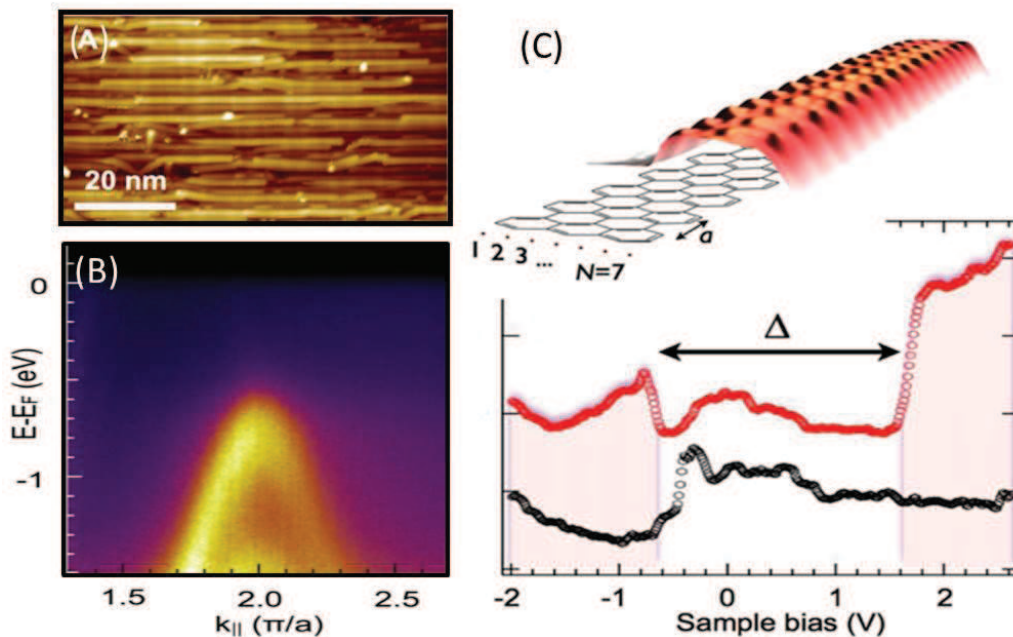 (A)
20 nm
(B)
0
-1
E-EF (eV)
1.5 2.0 2.5
k|| (π/a)
(C)
a
1 2 3 ... N=7
Δ
-2 -1 0 1 2
Sample bias (V)